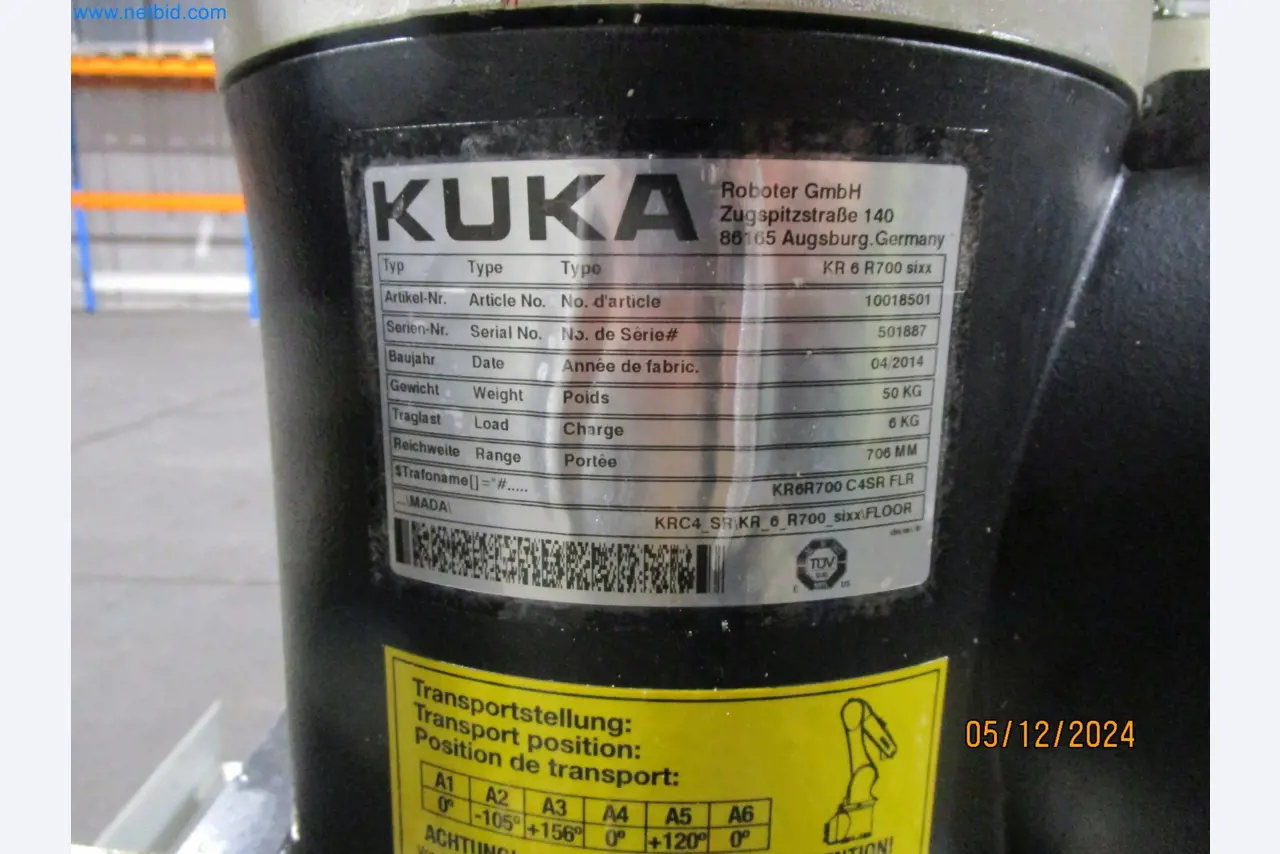 www.netbid.com
KUKA
Roboter GmbH
Zugspitzstraße 140
86165 Augsburg.Germany
Typ Type Type KR 6 R700 sixx
Artikel-Nr. Article No. No. d'article 10018501
Serien-Nr. Serial No. No. de Série# 501887
Baujahr Date Année de fabric. 04/2014
Gewicht Weight Poids 50 KG
Traglast Load Charge 6 KG
Reichweite Range Portée 706 MM
$Trafoname[]="#..... KR6R700 C4SR FLR
...\MADA\ KRC4_SR\KR_6_R700_sixx\FLOOR
TÜV
Transportstellung:
Transport position:
Position de transport:
A1 A2 A3 A4 A5 A6
0° -105° +156° 0° +120° 0°
05/12/2024